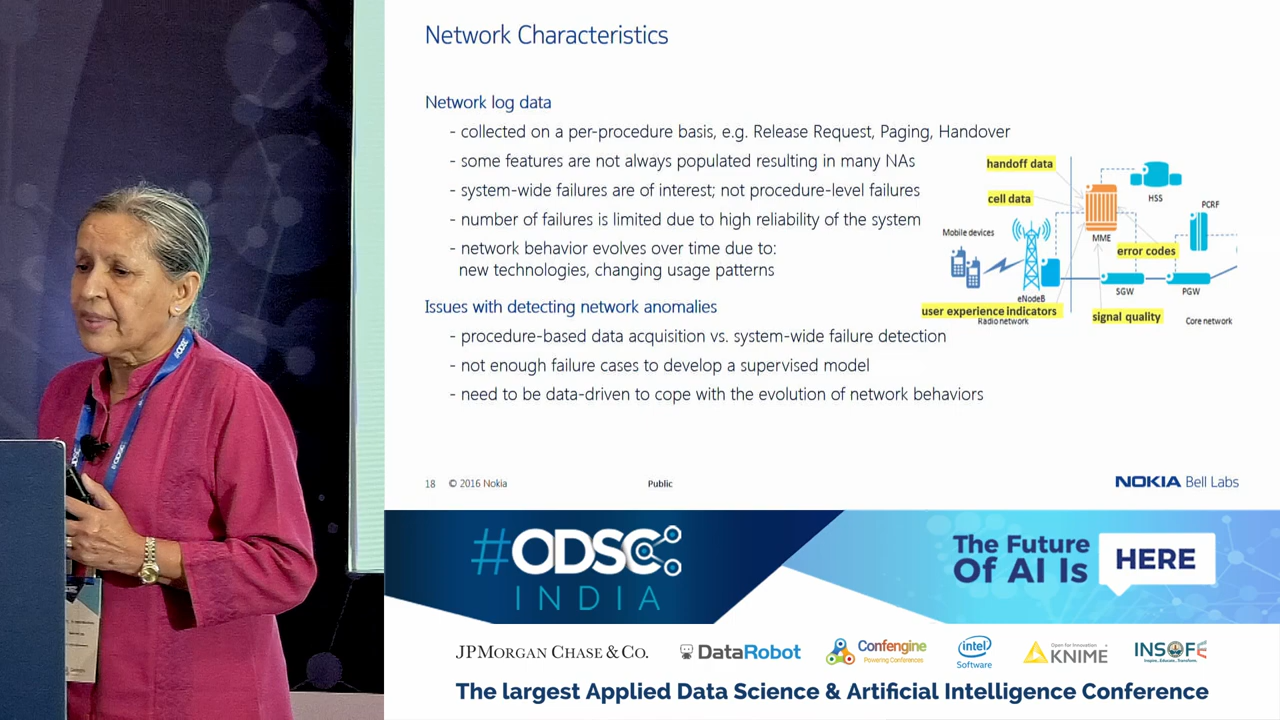 Network Characteristics
Network log data
- collected on a per-procedure basis, e.g. Release Request, Paging, Handover
- some features are not always populated resulting in many NAs
- system-wide failures are of interest; not procedure-level failures
- number of failures is limited due to high reliability of the system
- network behavior evolves over time due to:
new technologies, changing usage patterns
Issues with detecting network anomalies
- procedure-based data acquisition vs. system-wide failure detection
- not enough failure cases to develop a supervised model
- need to be data-driven to cope with the evolution of network behaviors
handoff data
cell data
HSS
PCRF
Mobile devices
MME
error codes
eNodeB
SGW
PGW
user experience indicators
signal quality
Radio network
Core network
18 © 2016 Nokia
Public
NOKIA Bell Labs
#ODSC
INDIA
The Future
Of AI Is
HERE
JPMORGAN CHASE & CO.
DataRobot
Confengine
Powering Conferences
intel
Software
Open for Innovation
KNIME
INSOFE
Inspire...Educate...Transform.
The largest Applied Data Science & Artificial Intelligence Conference
ODSC